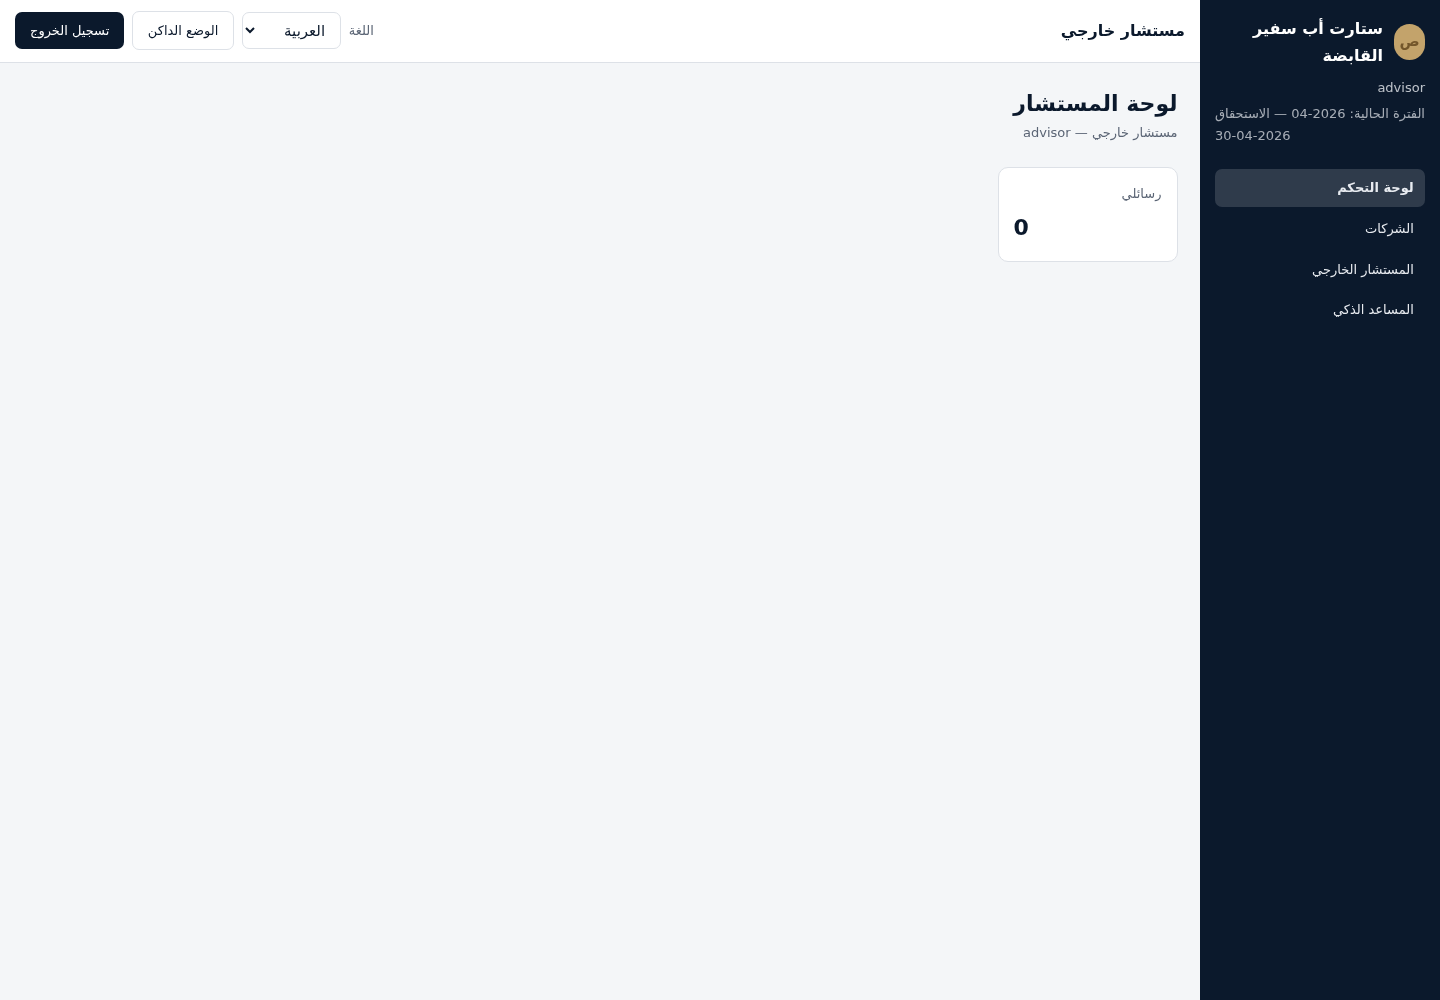 ص
ستارت أب سفير
القابضة
advisor
الفترة الحالية: 2026-04 — الاستحقاق
2026-04-30
لوحة التحكم
الشركات
المستشار الخارجي
المساعد الذكي
مستشار خارجي
اللغة
العربية
الوضع الداكن
تسجيل الخروج
لوحة المستشار
مستشار خارجي — advisor
رسائلي
0